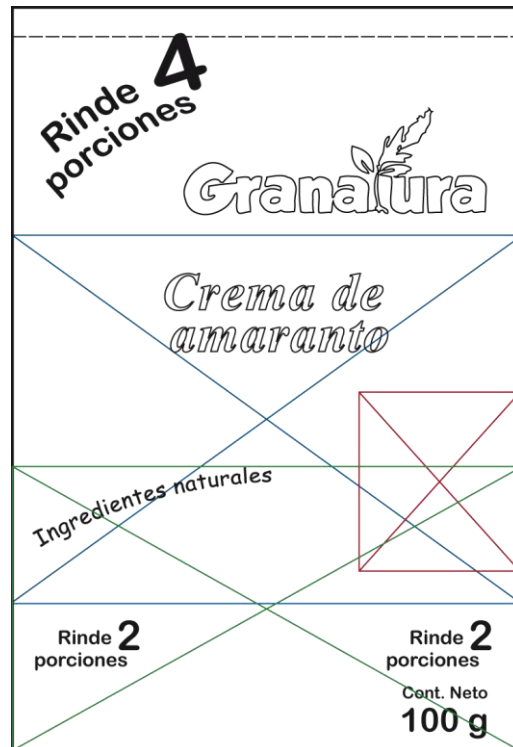 Rinde 4
porciones
Granatura
Crema de
amaranto
Ingredientes naturales
Rinde 2
porciones
Rinde 2
porciones
Cont. Neto
100 g